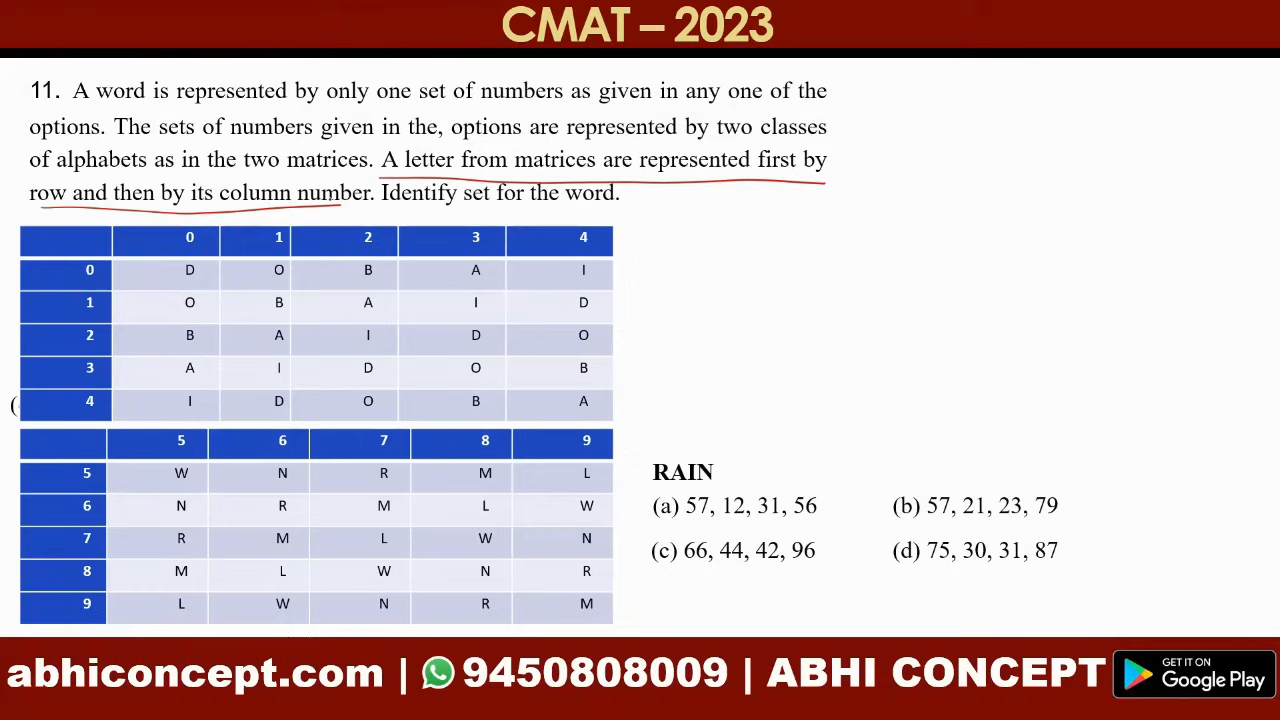 CMAT – 2023
11. A word is represented by only one set of numbers as given in any one of the
options. The sets of numbers given in the, options are represented by two classes
of alphabets as in the two matrices. A letter from matrices are represented first by
row and then by its column number. Identify set for the word.
0 1 2 3 4
0 D O B A I
1 O B A I D
2 B A I D O
3 A I D O B
(
4 I D O B A
5 6 7 8 9
5 W N R M L
6 N R M L W
7 R M L W N
8 M L W N R
9 L W N R M
RAIN
(a) 57, 12, 31, 56 (b) 57, 21, 23, 79
(c) 66, 44, 42, 96 (d) 75, 30, 31, 87
abhiconcept.com | 9450808009 | ABHI CONCEPT
GET IT ON
Google Play